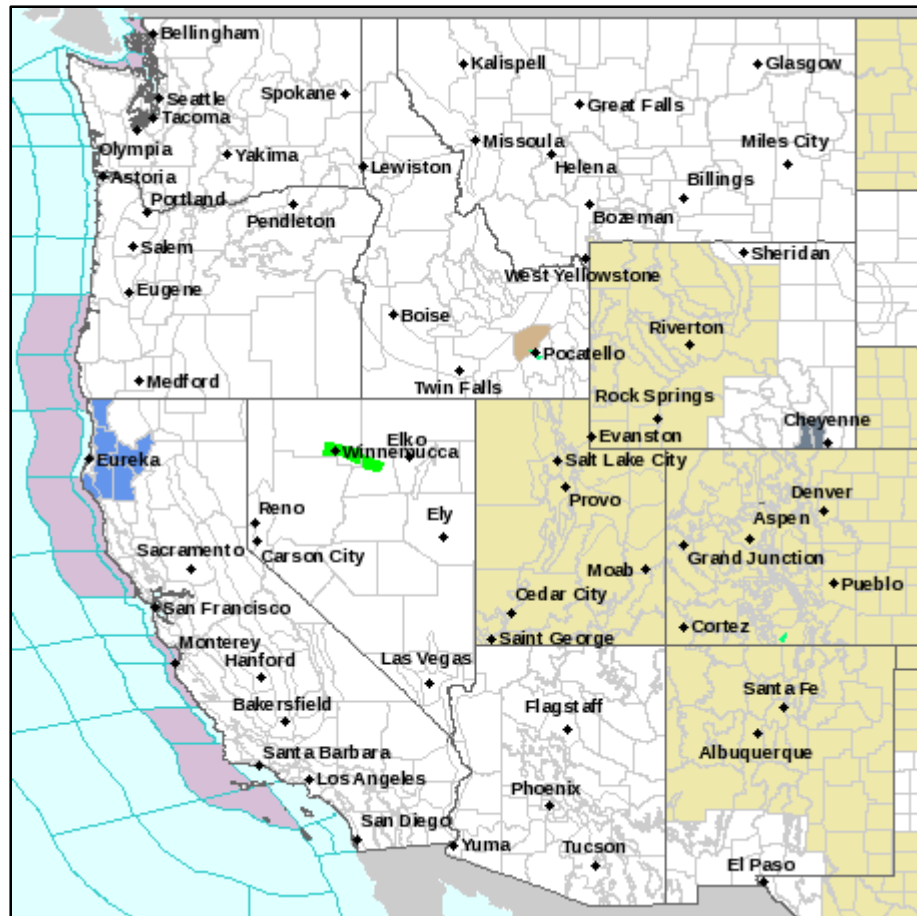 Bellingham
Kalispell
Glasgow
Seattle
Spokane
Great Falls
Tacoma
Olympia
Missoula
Yakima
Lewiston
Helena
Miles City
Astoria
Portland
Pendleton
Bozeman
Billings
Salem
West Yellowstone
Sheridan
Eugene
Boise
Riverton
Pocatello
Medford
Twin Falls
Rock Springs
Cheyenne
Eureka
Winnemucca
Elko
Evanston
Salt Lake City
Provo
Denver
Reno
Ely
Aspen
Carson City
Grand Junction
Sacramento
Moab
Pueblo
San Francisco
Cedar City
Cortez
Saint George
Monterey
Hanford
Las Vegas
Santa Fe
Bakersfield
Flagstaff
Albuquerque
Santa Barbara
Los Angeles
Phoenix
San Diego
Yuma
Tucson
El Paso